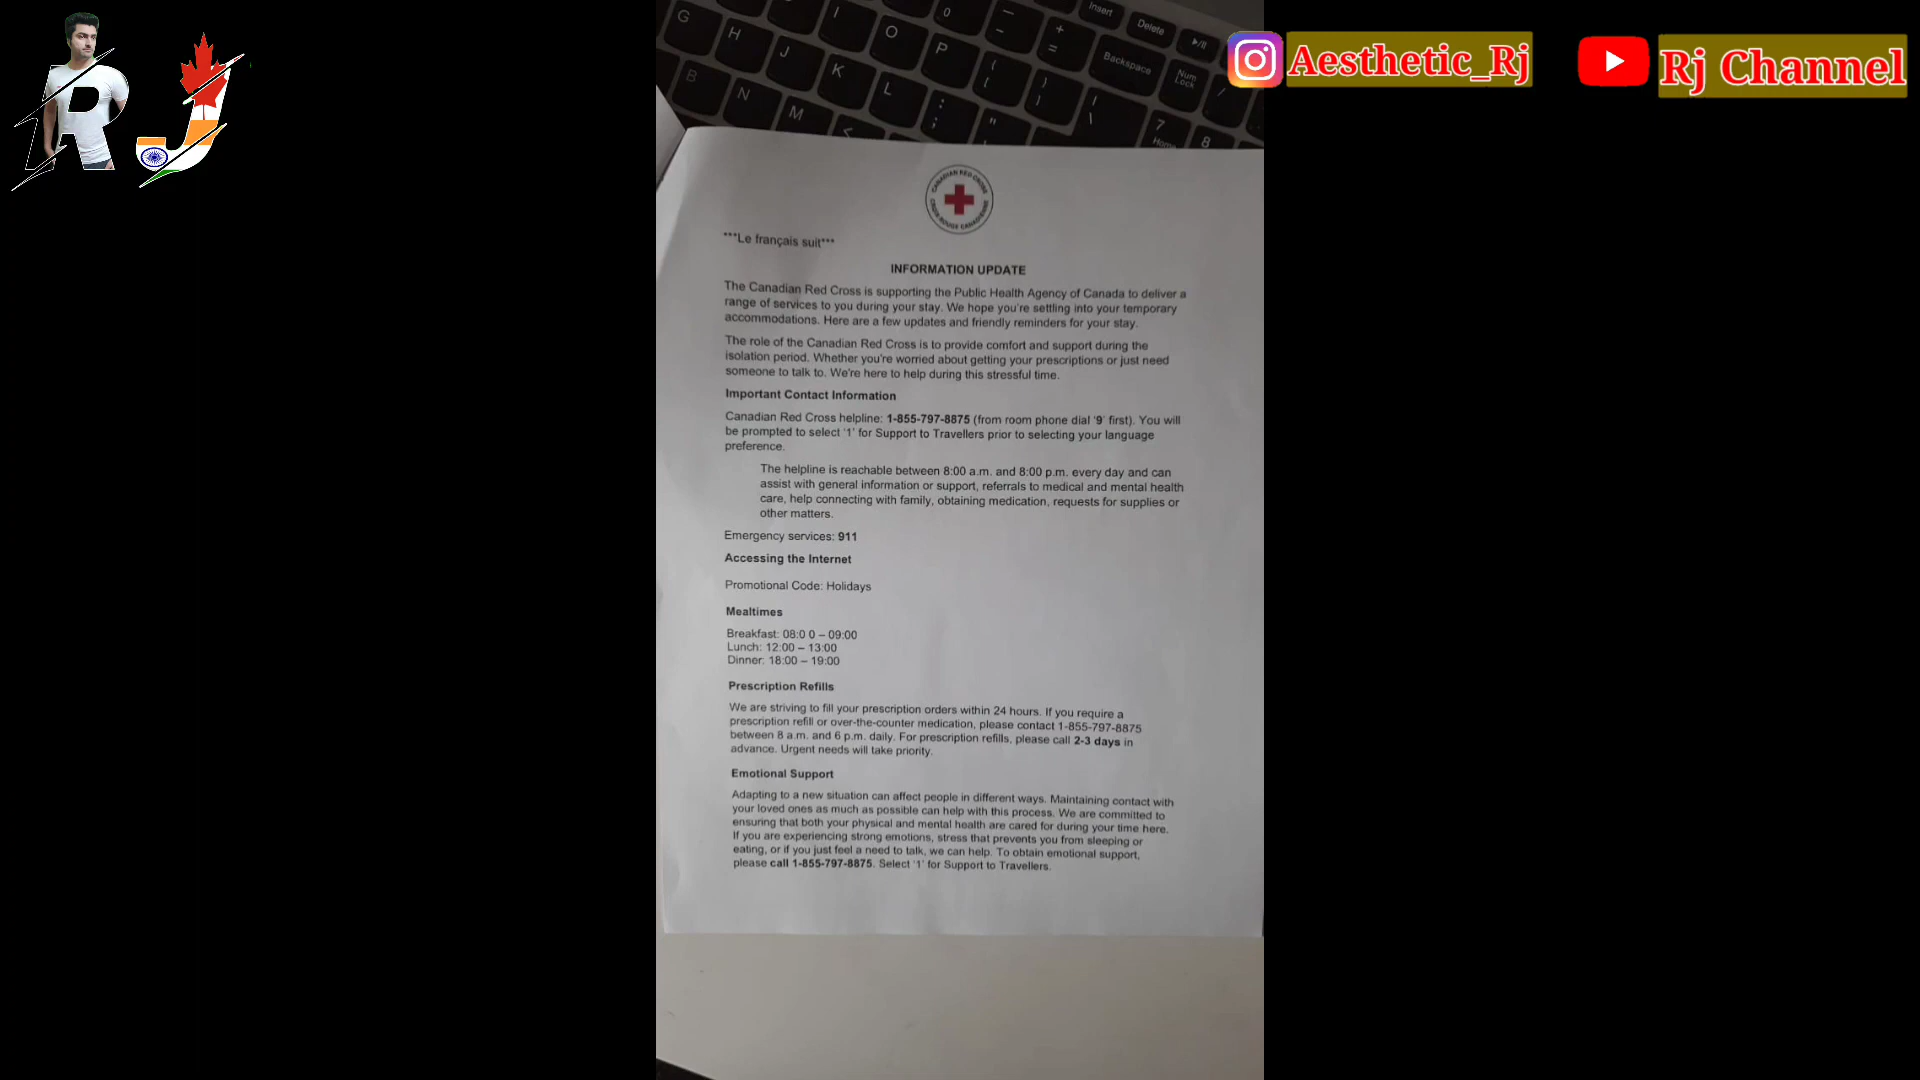 RJ
Aesthetic_Rj
Rj Channel
G H I J K L O P 0 B N M
Insert
Delete
Backspace
Num Lock
7 Home
8
CANADIAN RED CROSS
CROIX-ROUGE CANADIENNE
***Le français suit***
INFORMATION UPDATE
The Canadian Red Cross is supporting the Public Health Agency of Canada to deliver a
range of services to you during your stay. We hope you're settling into your temporary
accommodations. Here are a few updates and friendly reminders for your stay.
The role of the Canadian Red Cross is to provide comfort and support during the
isolation period. Whether you're worried about getting your prescriptions or just need
someone to talk to. We're here to help during this stressful time.
Important Contact Information
Canadian Red Cross helpline: 1-855-797-8875 (from room phone dial '9' first). You will
be prompted to select '1' for Support to Travellers prior to selecting your language
preference.
The helpline is reachable between 8:00 a.m. and 8:00 p.m. every day and can
assist with general information or support, referrals to medical and mental health
care, help connecting with family, obtaining medication, requests for supplies or
other matters.
Emergency services: 911
Accessing the Internet
Promotional Code: Holidays
Mealtimes
Breakfast: 08:0 0 – 09:00
Lunch: 12:00 – 13:00
Dinner: 18:00 – 19:00
Prescription Refills
We are striving to fill your prescription orders within 24 hours. If you require a
prescription refill or over-the-counter medication, please contact 1-855-797-8875
between 8 a.m. and 6 p.m. daily. For prescription refills, please call 2-3 days in
advance. Urgent needs will take priority.
Emotional Support
Adapting to a new situation can affect people in different ways. Maintaining contact with
your loved ones as much as possible can help with this process. We are committed to
ensuring that both your physical and mental health are cared for during your time here.
If you are experiencing strong emotions, stress that prevents you from sleeping or
eating, or if you just feel a need to talk, we can help. To obtain emotional support,
please call 1-855-797-8875. Select '1' for Support to Travellers.